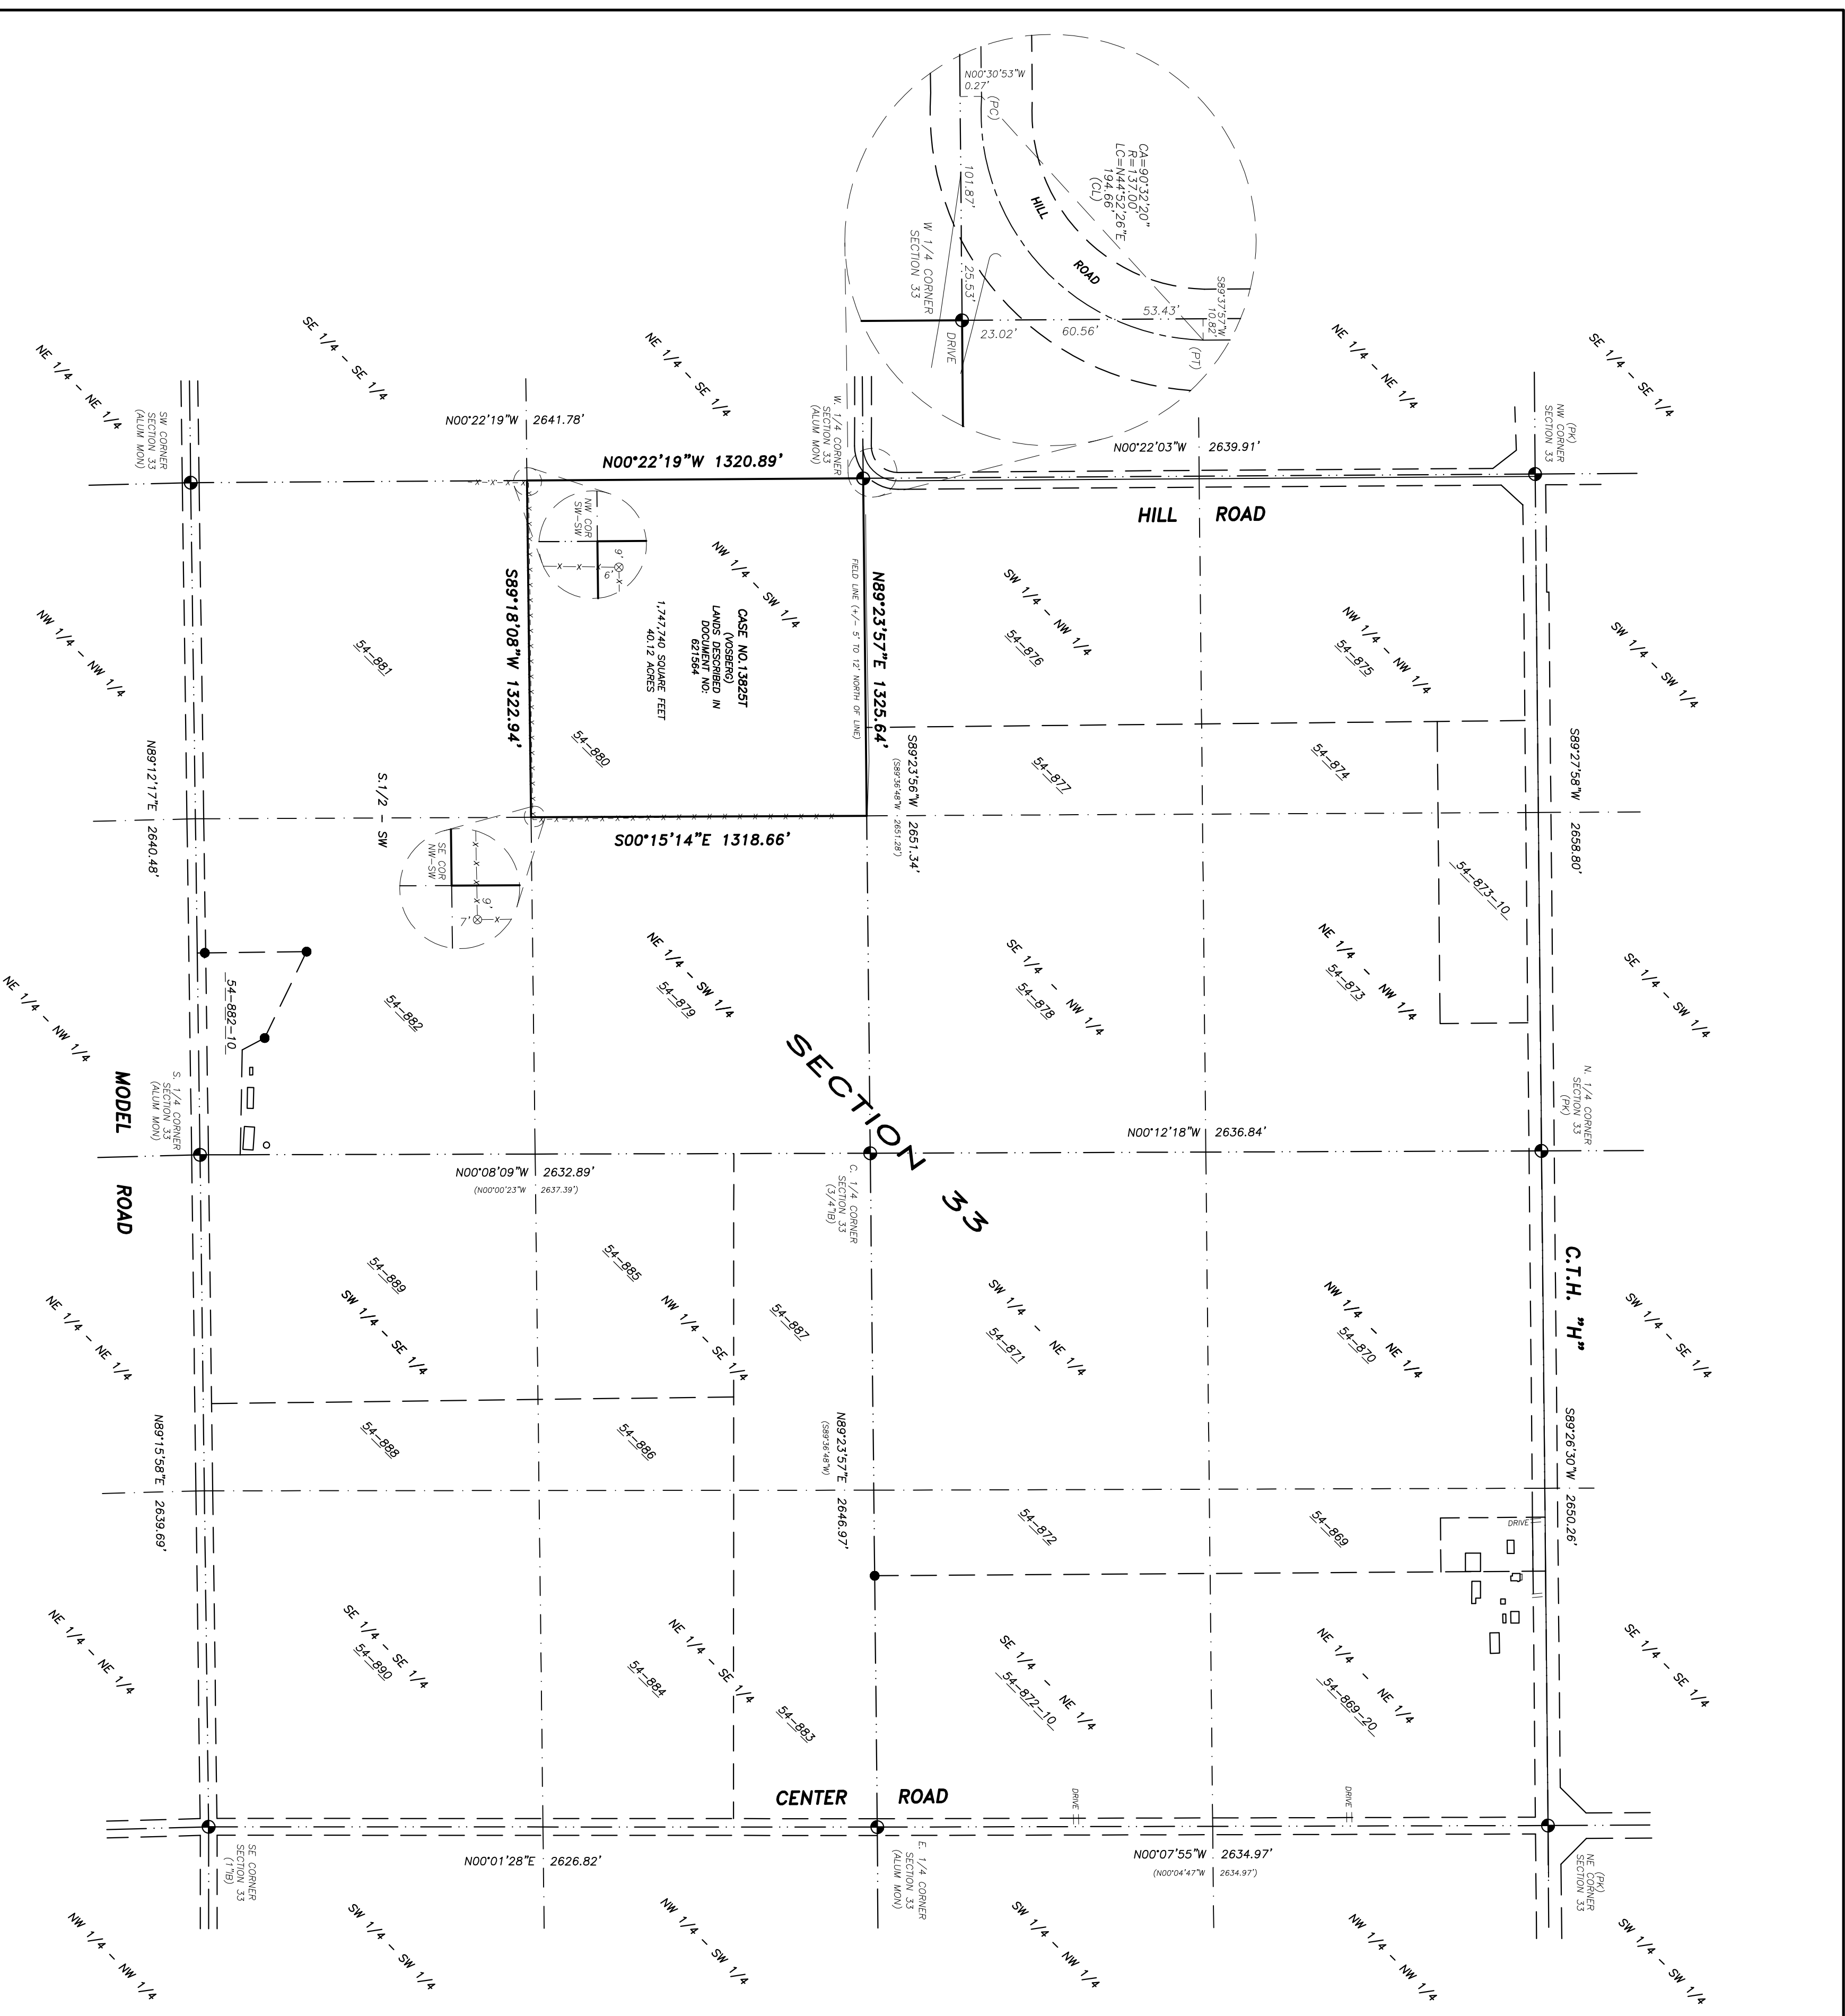 N00°30'53"W
0.27'
(PC)
CA=90°32'20"
R=137.00'
LC=N44°52'26"E
194.66'
(CL)
HILL
ROAD
101.87'
25.53'
W 1/4 CORNER
SECTION 33
DRIVE
23.02'
60.56'
53.43'
S89°37'57"W
10.82'
(PT)
SE 1/4 - SE 1/4
NE 1/4 - NE 1/4
NE 1/4 - SE 1/4
SE 1/4 - SE 1/4
NE 1/4 - NE 1/4
(PK)
NW CORNER
SECTION 33
N00°22'03"W 2639.91'
W. 1/4 CORNER
SECTION 33
(ALUM MON)
N00°22'19"W 2641.78'
N00°22'19"W 1320.89'
SW CORNER
SECTION 33
(ALUM MON)
HILL ROAD
NW COR
SW-SW
9'
6'
NW 1/4 - SW 1/4
CASE NO.13825T
(VOSBERG)
LANDS DESCRIBED IN
DOCUMENT NO:
621564
1,747,740 SQUARE FEET
40.12 ACRES
54-880
FIELD LINE (+/- 5' TO 12' NORTH OF LINE)
N89°23'57"E 1325.64'
S89°18'08"W 1322.94'
S00°15'14"E 1318.66'
S89°23'56"W 2651.34'
(S89°36'48"W 2651.28')
SW 1/4 - NW 1/4
54-876
NW 1/4 - NW 1/4
54-875
SW 1/4 - SW 1/4
54-877
54-874
S89°27'58"W 2658.80'
54-873-10
54-881
NW 1/4 - NW 1/4
N89°12'17"E 2640.48'
S.1/2 - SW
SE COR
NW-SW
9'
7'
NE 1/4 - SW 1/4
54-879
SE 1/4 - NW 1/4
54-878
NE 1/4 - NW 1/4
54-873
SE 1/4 - SW 1/4
54-882
54-882-10
NE 1/4 - NW 1/4
SECTION 33
N. 1/4 CORNER
SECTION 33
(PK)
N00°12'18"W 2636.84'
C. 1/4 CORNER
SECTION 33
(3/4"IB)
N00°08'09"W 2632.89'
(N00°00'23"W 2637.39')
S. 1/4 CORNER
SECTION 33
(ALUM MON)
MODEL ROAD
C.T.H. "H"
54-889
SW 1/4 - SE 1/4
54-885
NW 1/4 - SE 1/4
54-887
SW 1/4 - NE 1/4
54-871
NW 1/4 - NE 1/4
54-870
SW 1/4 - SE 1/4
NE 1/4 - NE 1/4
N89°15'58"E 2639.69'
54-888
54-886
N89°23'57"E 2646.97'
(S89°36'48"W)
54-872
54-869
S89°26'30"W 2650.26'
DRIVE
NE 1/4 - NE 1/4
SE 1/4 - SE 1/4
54-890
54-884
NE 1/4 - SE 1/4
54-883
SE 1/4 - NE 1/4
54-872-10
NE 1/4 - NE 1/4
54-869-20
SE 1/4 - SE 1/4
CENTER ROAD
DRIVE
DRIVE
N00°01'28"E 2626.82'
N00°07'55"W 2634.97'
(N00°04'47"W 2634.97')
SE CORNER
SECTION 33
(1"IB)
E. 1/4 CORNER
SECTION 33
(ALUM MON)
(PK)
NE CORNER
SECTION 33
NW 1/4 - NW 1/4
SW 1/4 - SW 1/4
NW 1/4 - SW 1/4
SW 1/4 - NW 1/4
NW 1/4 - NW 1/4
SW 1/4 - SW 1/4